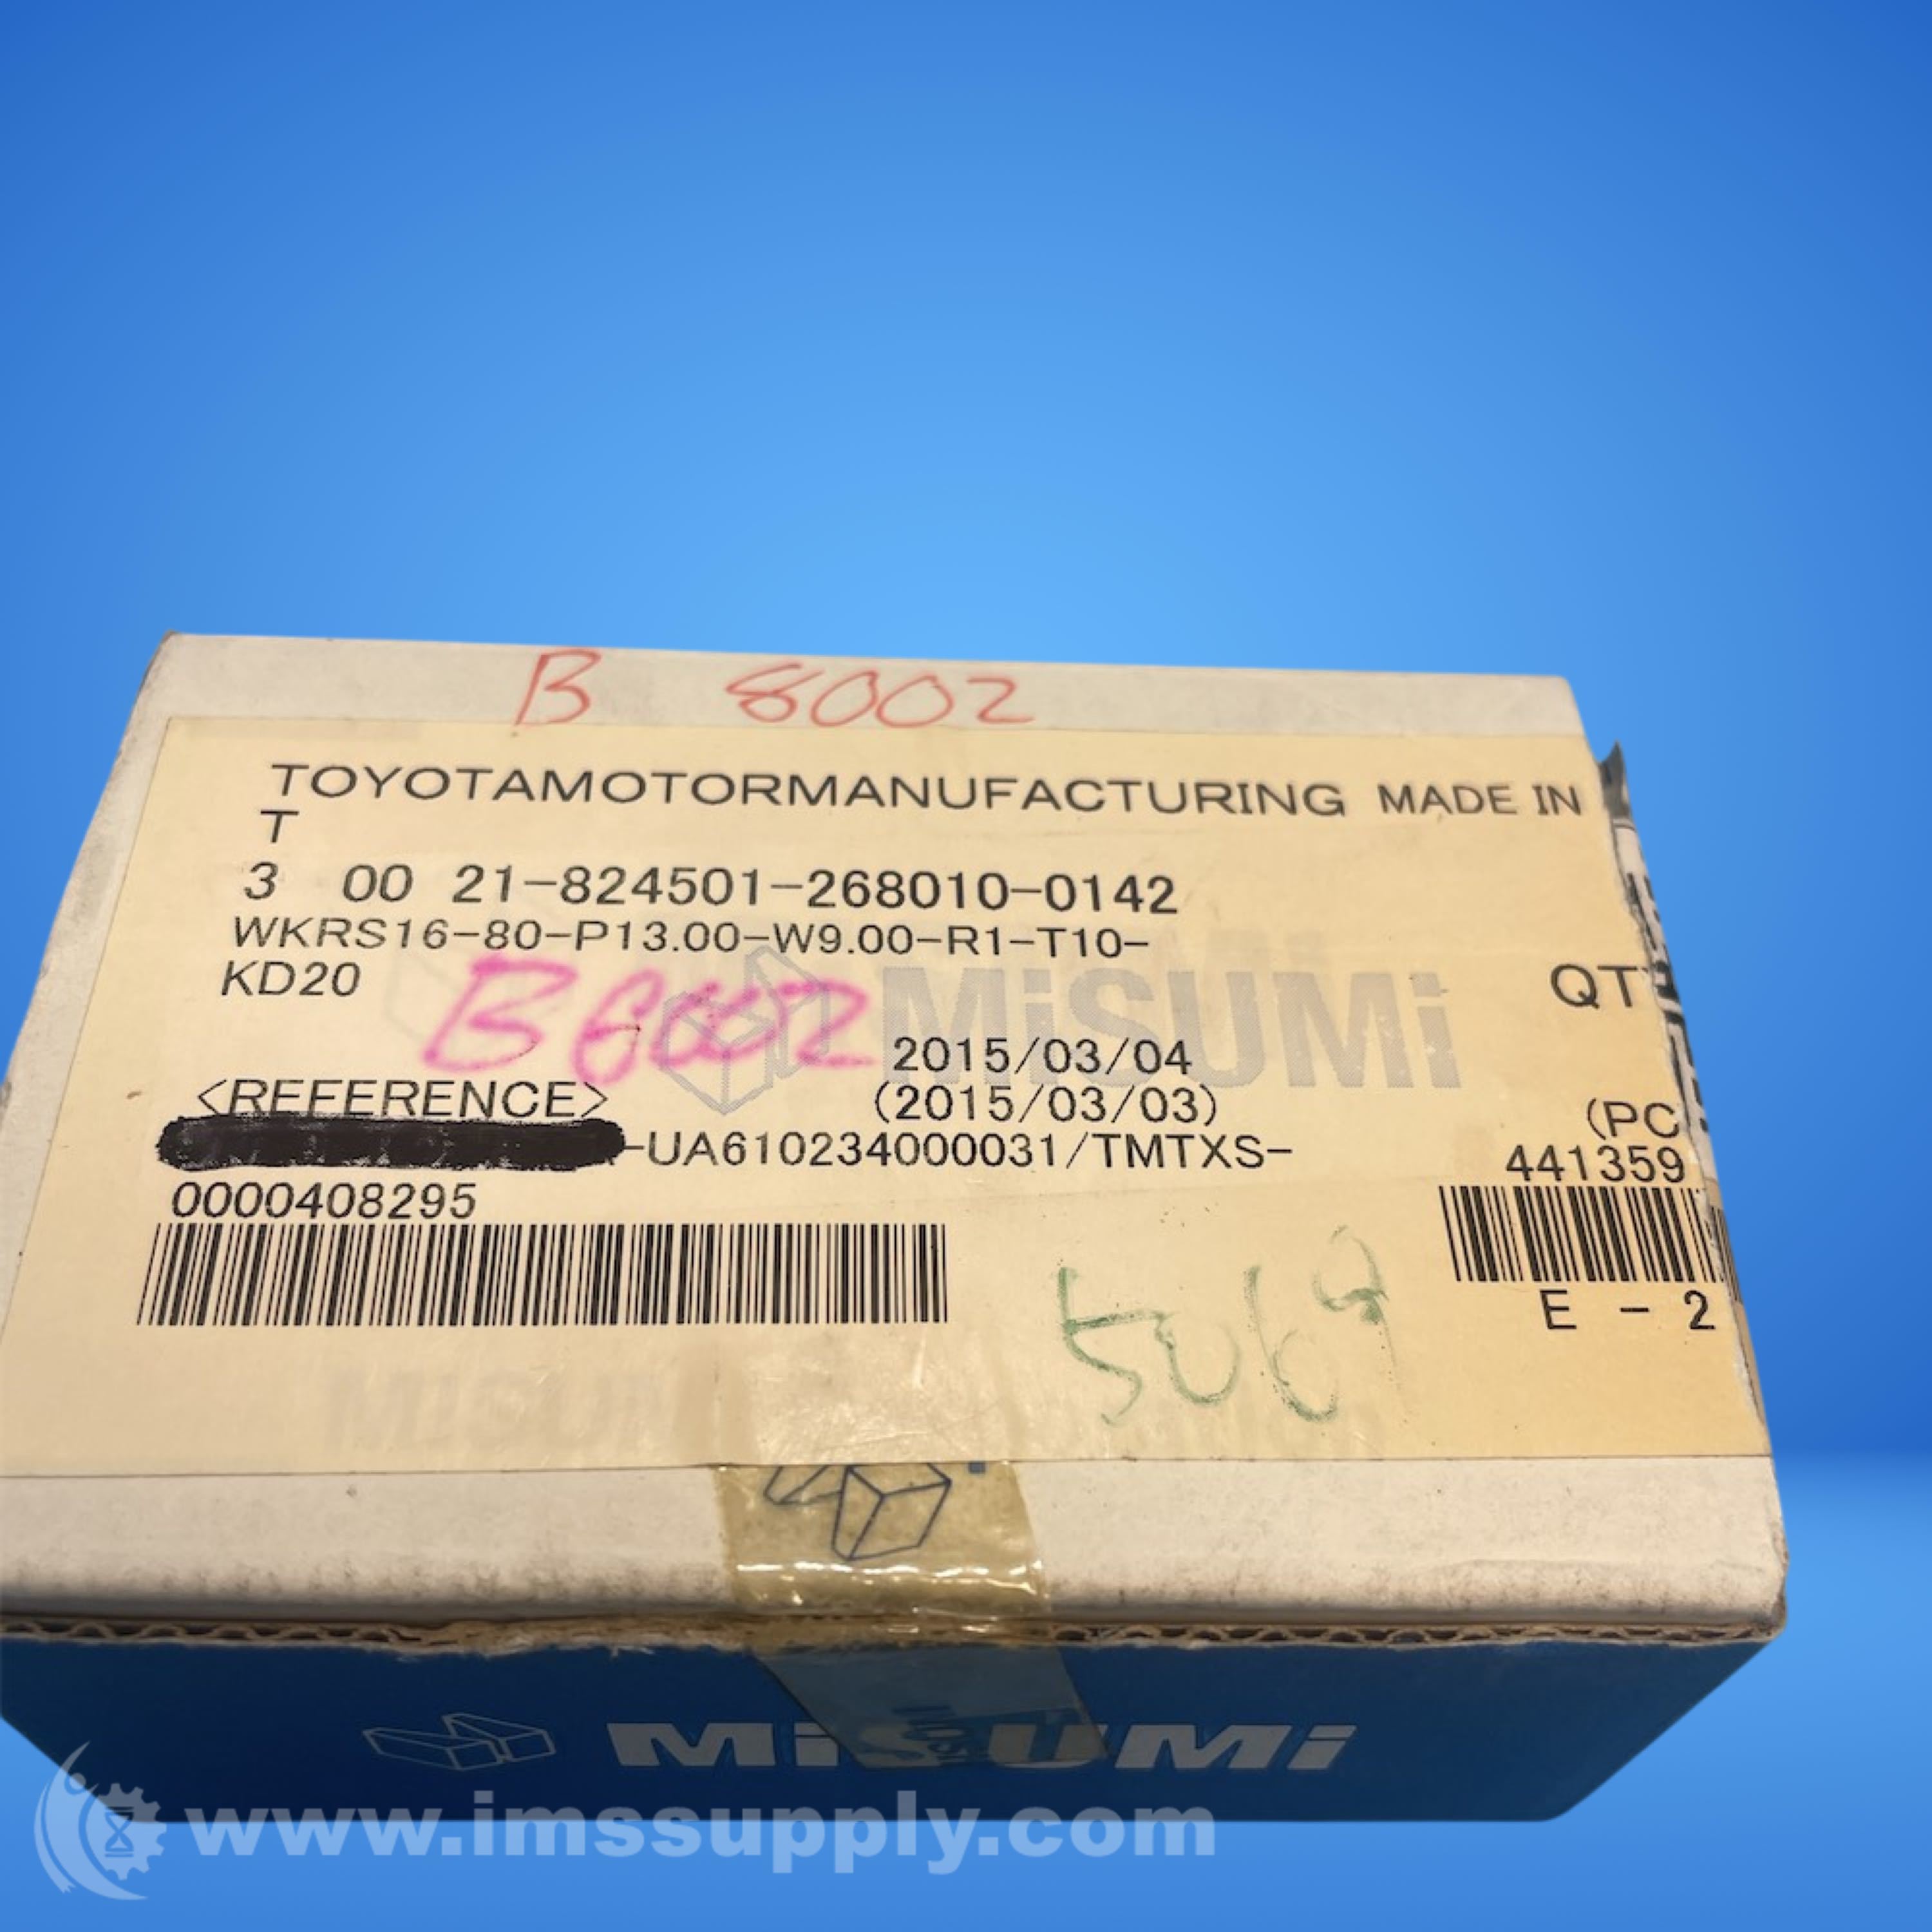 B 8002
TOYOTAMOTORMANUFACTURING MADE IN
T
3 00 21-824501-268010-0142
WKRS16-80-P13.00-W9.00-R1-T10-
KD20
QTY
B 8002
MiSUMi
2015/03/04
<REFERENCE> (2015/03/03)
(PC
-UA610234000031/TMTXS-
441359
0000408295
E - 2
5069
MiSUMi
www.imssupply.com